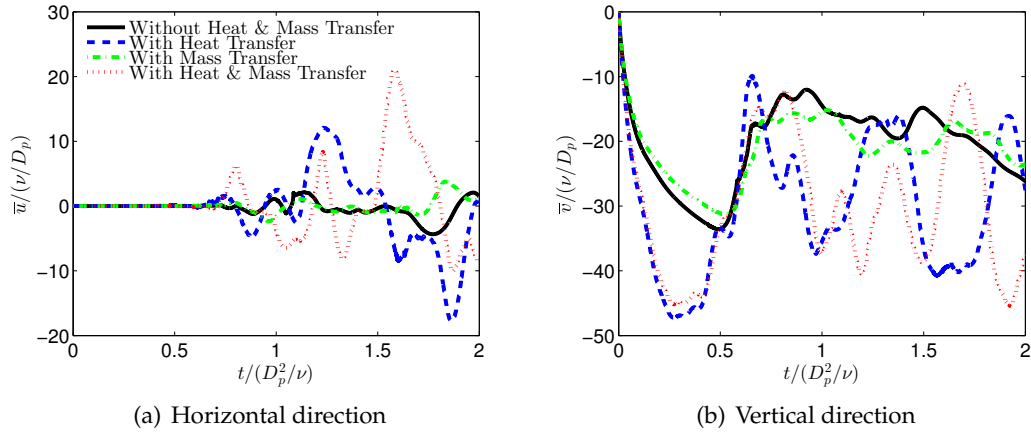 30
20
10
0
−10
−20
−30
0
0.5
1
1.5
2
u̅/(ν/D_p)
t/(D_p^2/ν)
Without Heat & Mass Transfer
With Heat Transfer
With Mass Transfer
With Heat & Mass Transfer
(a) Horizontal direction
0
−10
−20
−30
−40
−50
0
0.5
1
1.5
2
v̅/(ν/D_p)
t/(D_p^2/ν)
(b) Vertical direction